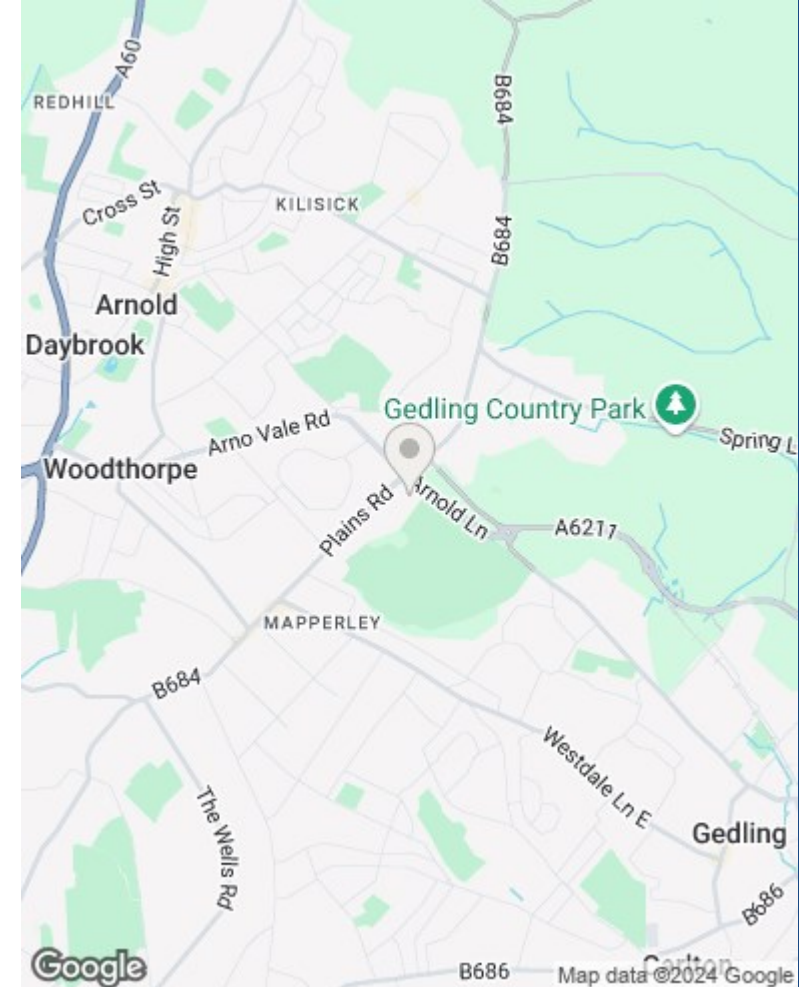 A60
REDHILL
B684
Cross St
High St
KILISICK
B684
Arnold
Daybrook
Gedling Country Park
Arno Vale Rd
Spring L
Woodthorpe
Plains Rd
Arnold Ln
A6211
MAPPERLEY
B684
Westdale Ln E
The Wells Rd
Gedling
B686
Carlton
B686
Google
Map data ©2024 Google